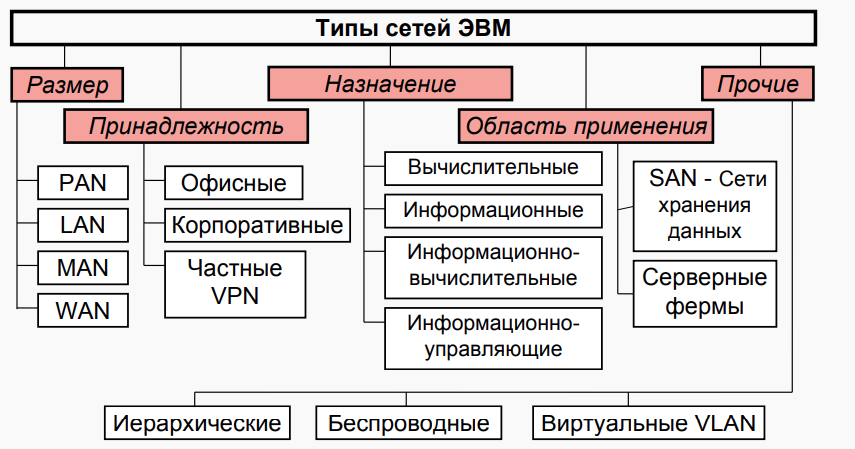 Типы сетей ЭВМ
Размер
Назначение
Прочие
Принадлежность
Область применения
PAN
LAN
MAN
WAN
Офисные
Корпоративные
Частные
VPN
Вычислительные
Информационные
Информационно-
вычислительные
Информационно-
управляющие
SAN - Сети
хранения
данных
Серверные
фермы
Иерархические
Беспроводные
Виртуальные VLAN